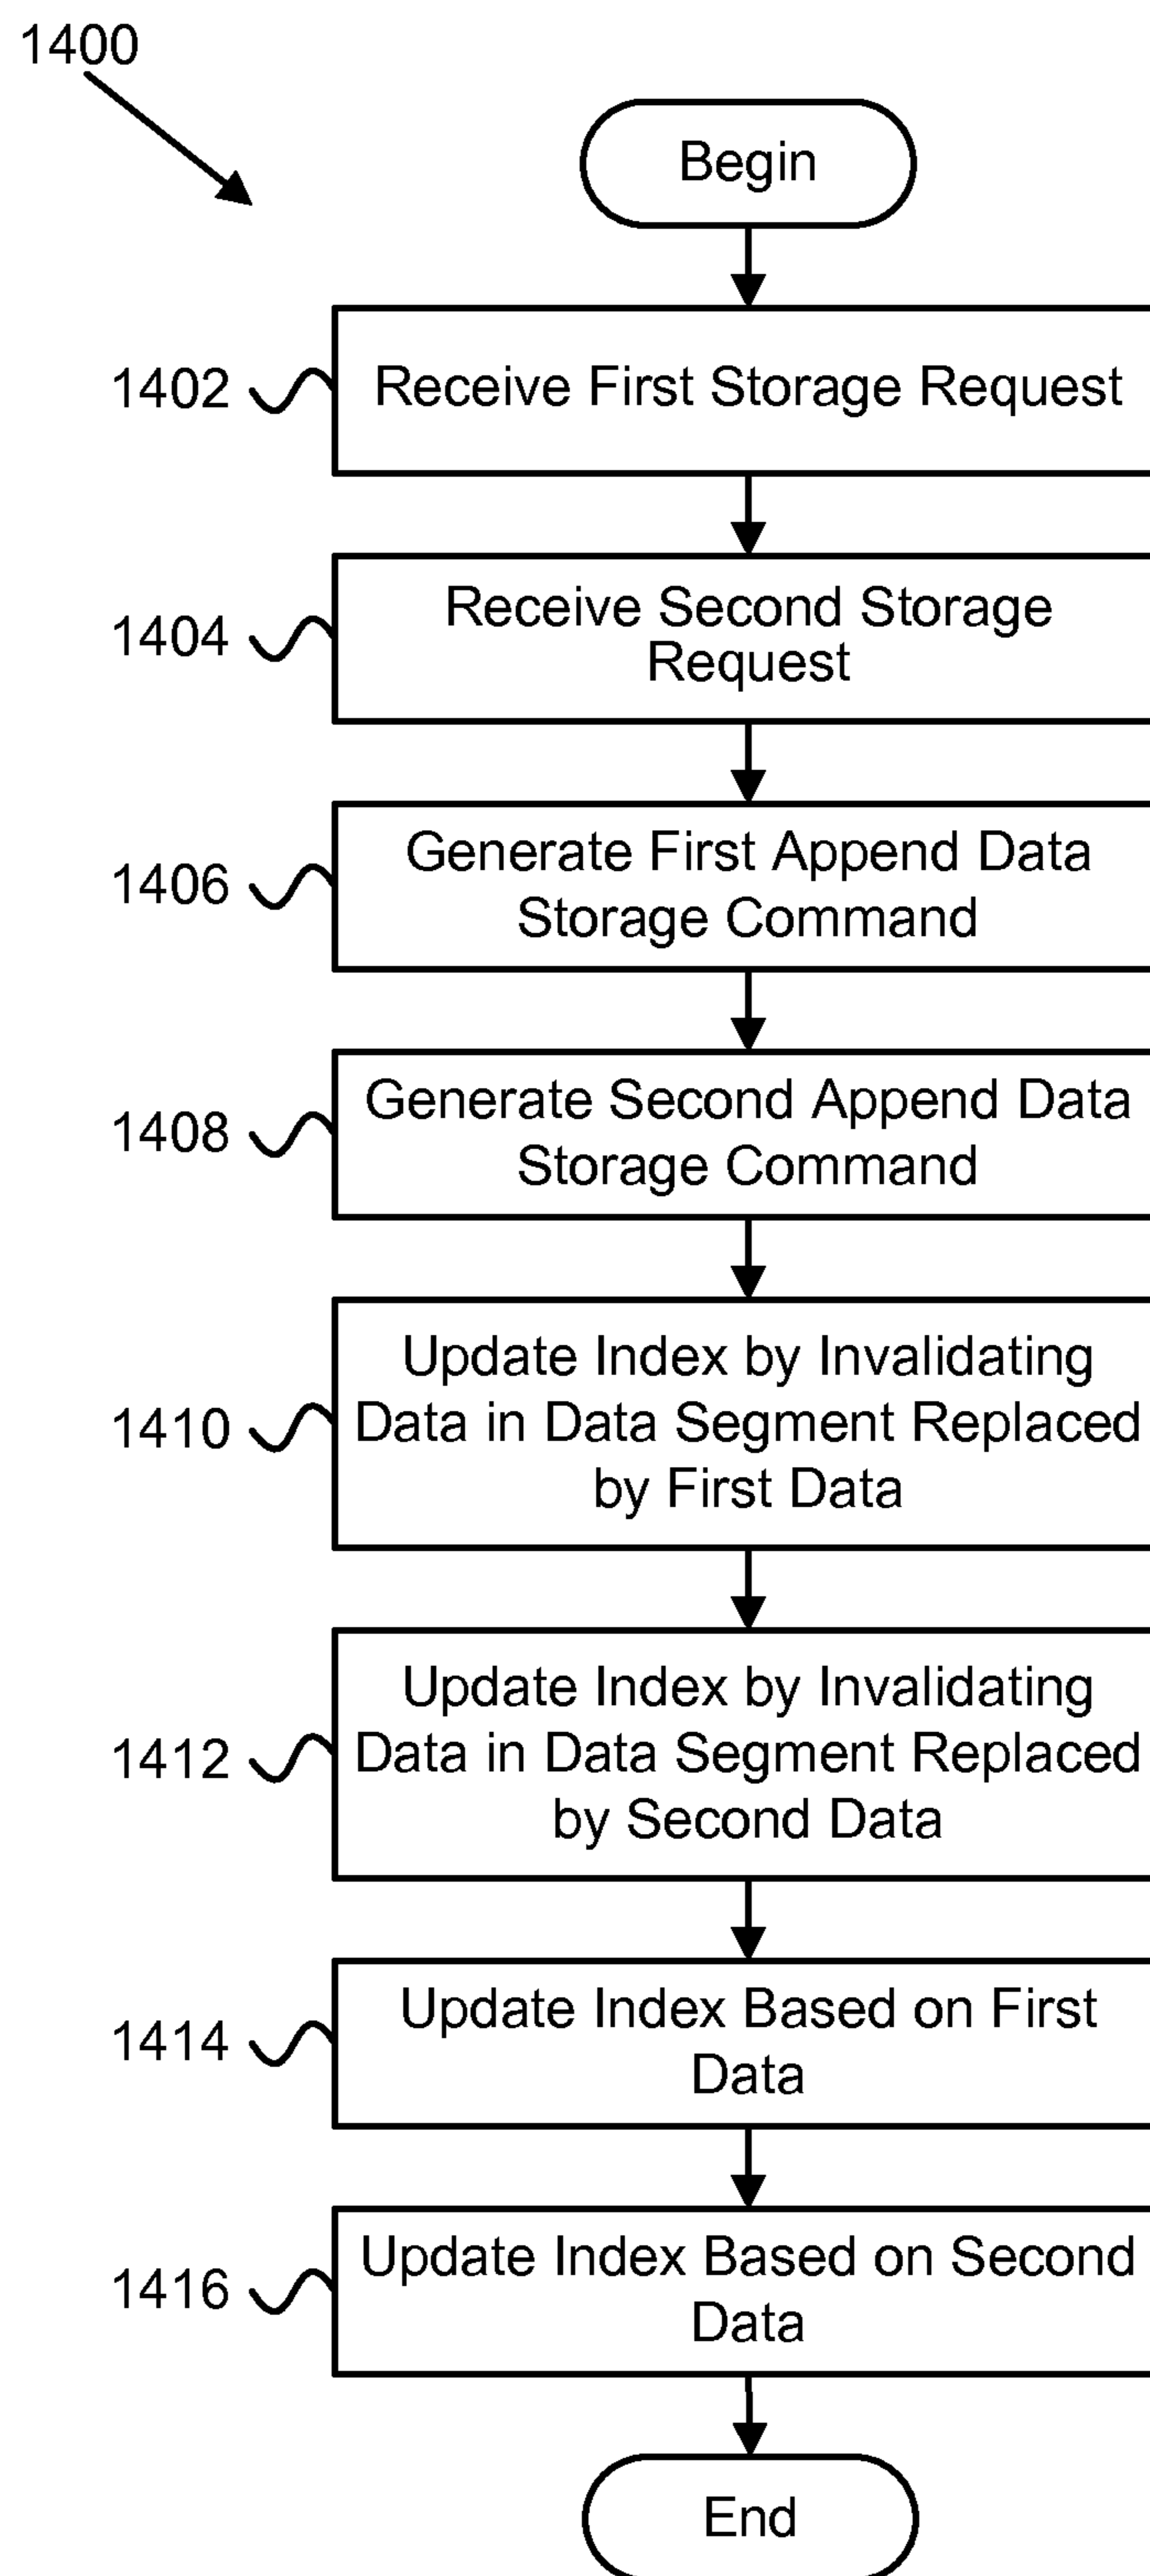 1400
Begin
1402
Receive First Storage Request
1404
Receive Second Storage
Request
1406
Generate First Append Data
Storage Command
1408
Generate Second Append Data
Storage Command
1410
Update Index by Invalidating
Data in Data Segment Replaced
by First Data
1412
Update Index by Invalidating
Data in Data Segment Replaced
by Second Data
1414
Update Index Based on First
Data
1416
Update Index Based on Second
Data
End